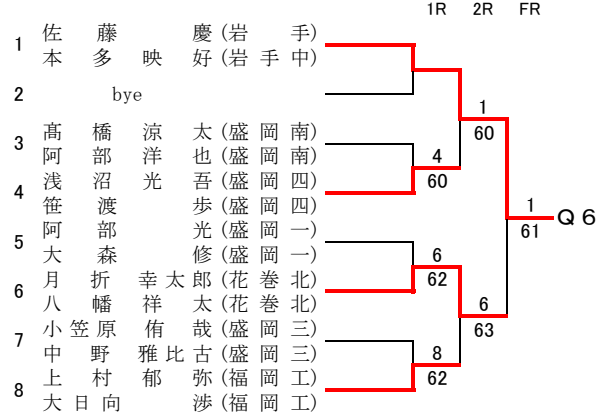 1R 2R FR
1 佐藤 慶(岩 手)
本多映好(岩手中)
2 bye
3 髙橋涼太(盛岡南)
阿部洋也(盛岡南)
4 浅沼光吾(盛岡四)
笹渡 歩(盛岡四)
5 阿部 光(盛岡一)
大森 修(盛岡一)
6 月折幸太郎(花巻北)
八幡祥太(花巻北)
7 小笠原侑哉(盛岡三)
中野雅比古(盛岡三)
8 上村郁弥(福岡工)
大日向 渉(福岡工)
4
60
6
62
8
62
1
60
6
63
1
61
Q6